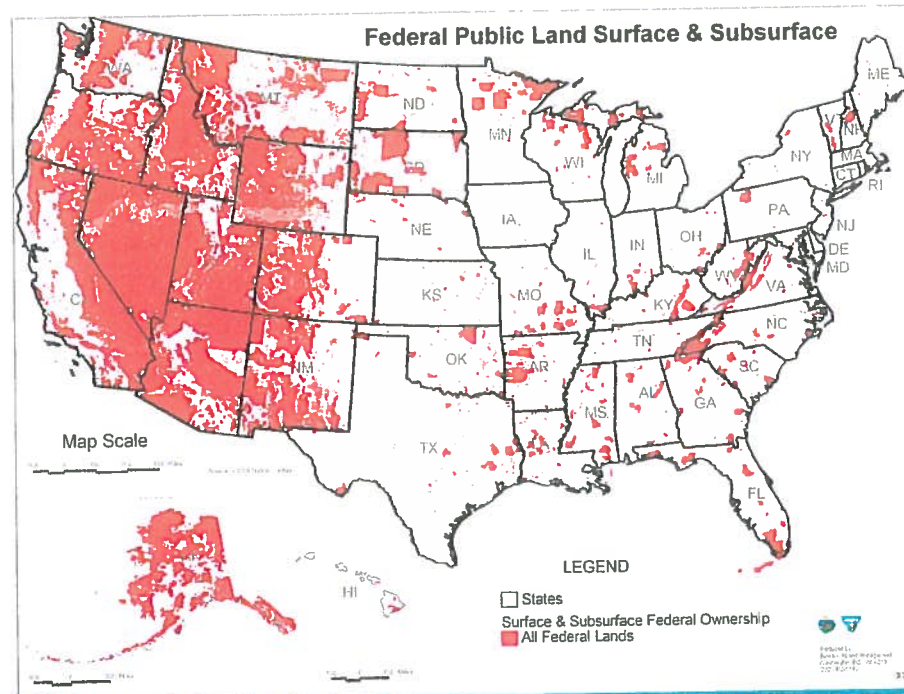 Federal Public Land Surface & Subsurface
WA
MT
ND
MN
ME
VT
NH
NY
MA
CT
RI
WI
MI
SD
PA
NJ
NE
IA
IL
IN
OH
DE
MD
WV
VA
KS
MO
KY
NC
TN
OK
AR
SC
NM
MS
AL
GA
TX
LA
FL
Map Scale
HI
LEGEND
States
Surface & Subsurface Federal Ownership
All Federal Lands